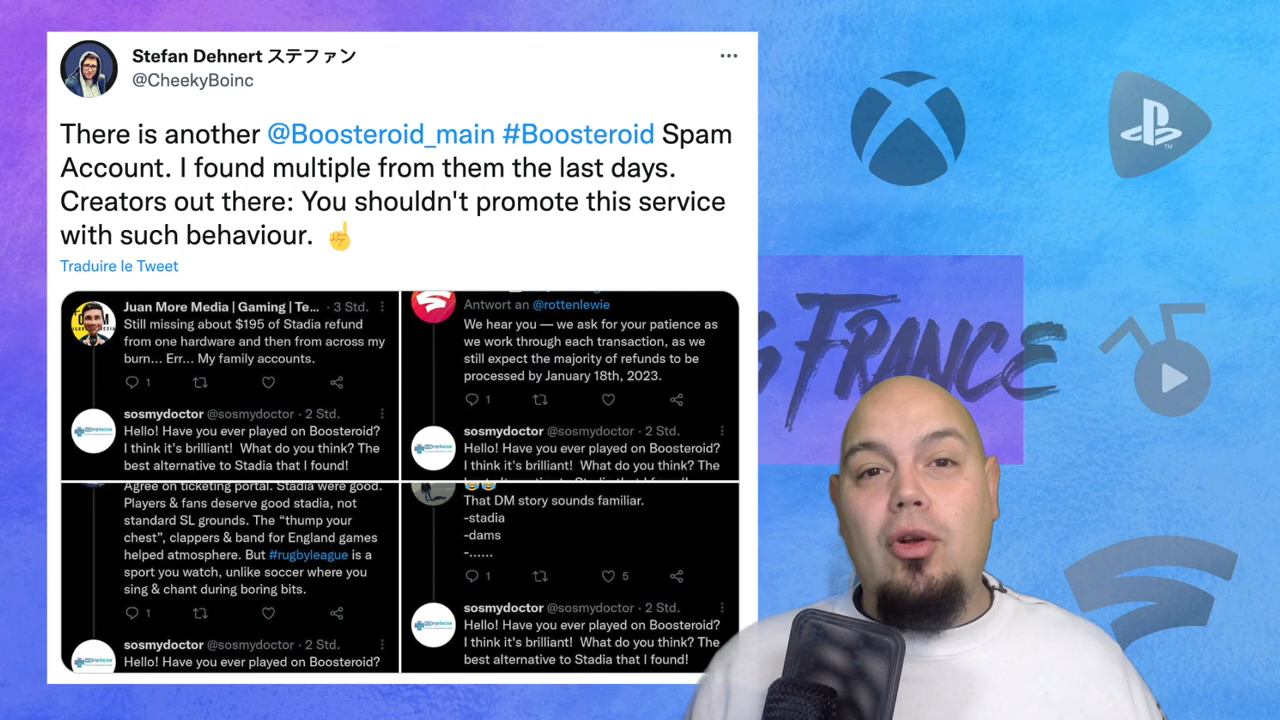 Stefan Dehnert ステファン
@CheekyBoinc
There is another @Boosteroid_main #Boosteroid Spam
Account. I found multiple from them the last days.
Creators out there: You shouldn't promote this service
with such behaviour. ☝
Traduire le Tweet
Juan More Media | Gaming | Te... · 3 Std.
Still missing about $195 of Stadia refund
from one hardware and then from across my
burn... Err... My family accounts.
1
sosmydoctor @sosmydoctor · 2 Std.
Hello! Have you ever played on Boosteroid?
I think it's brilliant! What do you think? The
best alternative to Stadia that I found!
Antwort an @rottenlewie
We hear you — we ask for your patience as
we work through each transaction, as we
still expect the majority of refunds to be
processed by January 18th, 2023.
1
sosmydoctor @sosmydoctor · 2 Std.
Hello! Have you ever played on Boosteroid?
I think it's brilliant! What do you think? The
Agree on ticketing portal. Stadia were good.
Players & fans deserve good stadia, not
standard SL grounds. The “thump your
chest”, clappers & band for England games
helped atmosphere. But #rugbyleague is a
sport you watch, unlike soccer where you
sing & chant during boring bits.
1
sosmydoctor @sosmydoctor · 2 Std.
Hello! Have you ever played on Boosteroid?
That DM story sounds familiar.
-stadia
-dams
-......
1 5
sosmydoctor @sosmydoctor · 2 Std.
Hello! Have you ever played on Boosteroid?
I think it's brilliant! What do you think? The
best alternative to Stadia that I found!
FRANCE